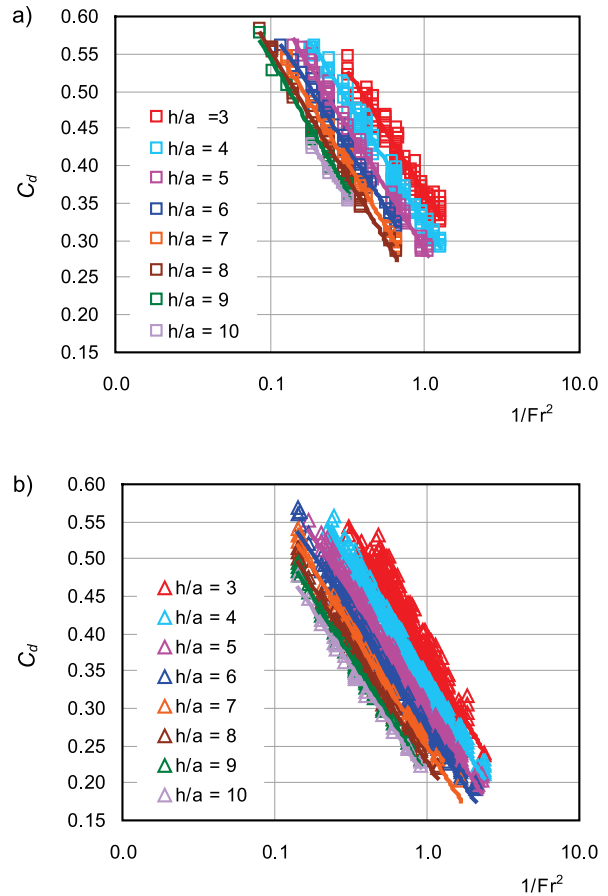 a)
0.60
0.55
0.50
0.45
0.40
0.35
0.30
0.25
0.20
0.15
C_d
h/a =3
h/a = 4
h/a = 5
h/a = 6
h/a = 7
h/a = 8
h/a = 9
h/a = 10
0.0 0.1 1.0 10.0
1/Fr²
b)
0.60
0.55
0.50
0.45
0.40
0.35
0.30
0.25
0.20
0.15
C_d
h/a = 3
h/a = 4
h/a = 5
h/a = 6
h/a = 7
h/a = 8
h/a = 9
h/a = 10
0.0 0.1 1.0 10.0
1/Fr²